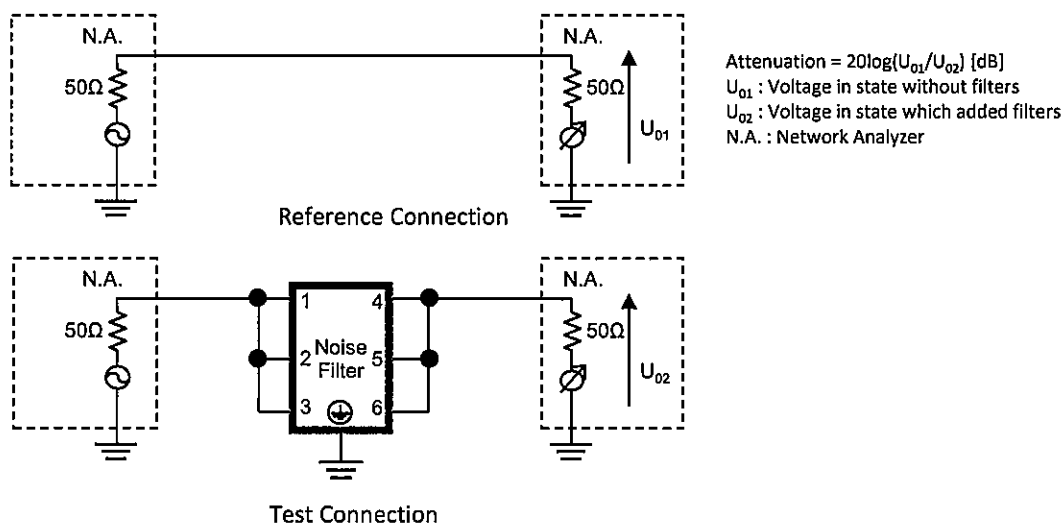 N.A.
N.A.
50Ω
50Ω
U01
Attenuation = 20log(U01/U02) [dB]
U01 : Voltage in state without filters
U02 : Voltage in state which added filters
N.A. : Network Analyzer
Reference Connection
N.A.
N.A.
50Ω
1
4
50Ω
2
Noise
5
Filter
U02
3
6
Test Connection